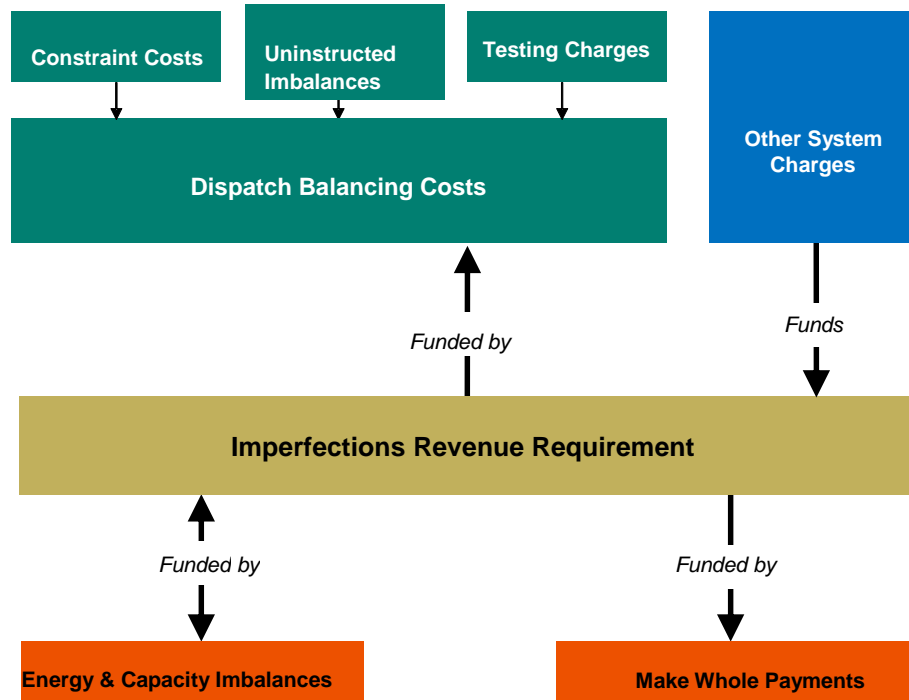 Constraint Costs
Uninstructed
Imbalances
Testing Charges
Other System
Charges
Dispatch Balancing Costs
Funded by
Funds
Imperfections Revenue Requirement
Funded by
Funded by
Energy & Capacity Imbalances
Make Whole Payments